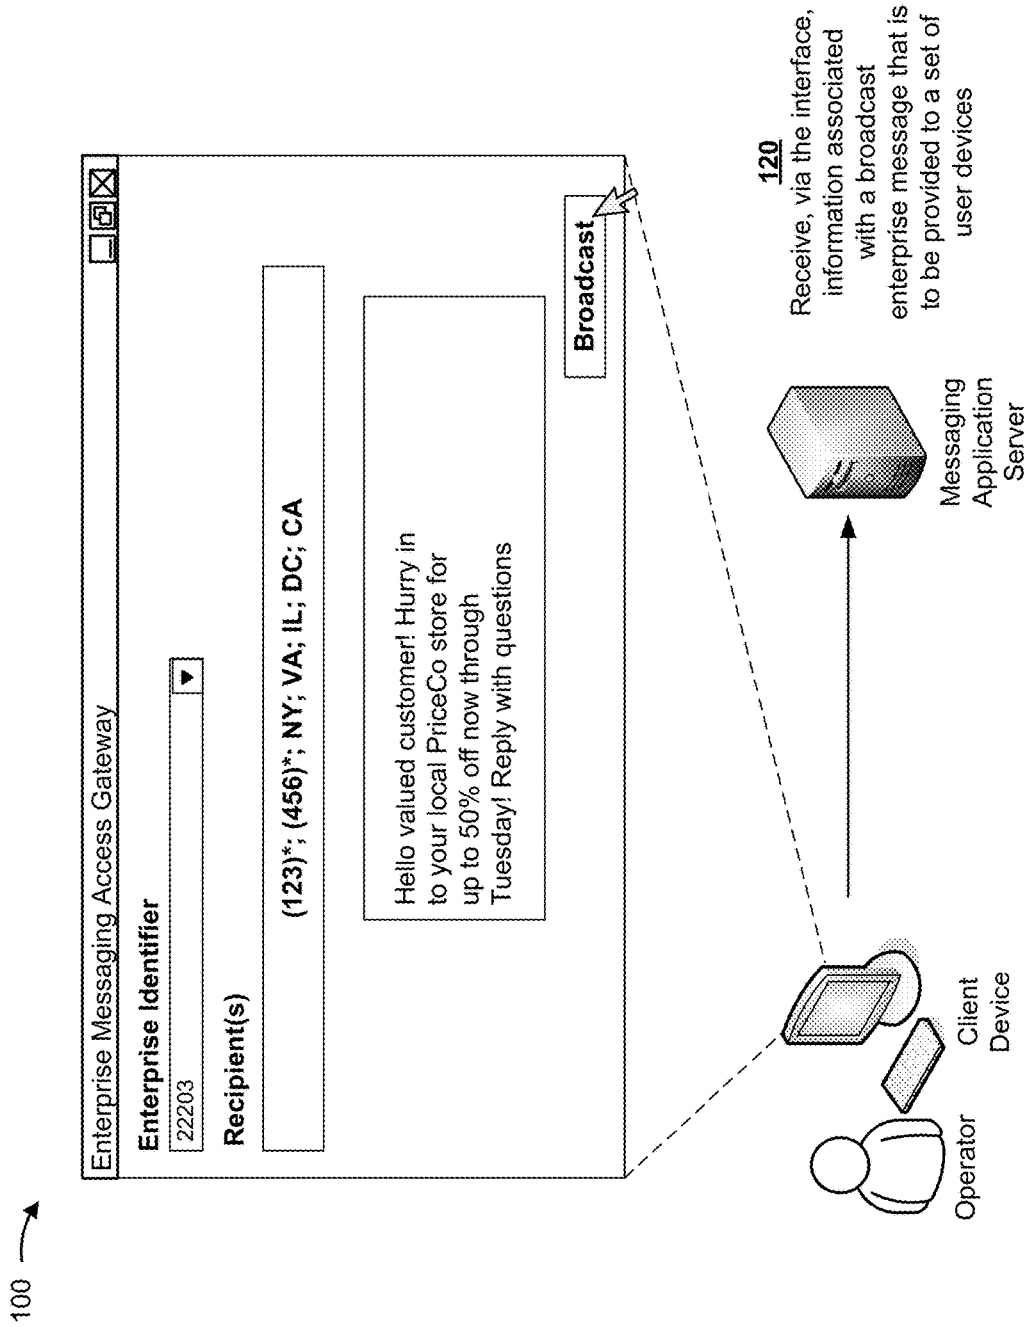 100
Enterprise Messaging Access Gateway
Enterprise Identifier
22203
Recipient(s)
(123)*; (456)*; NY; VA; IL; DC; CA
Hello valued customer! Hurry in
to your local PriceCo store for
up to 50% off now through
Tuesday! Reply with questions
Broadcast
Operator
Client
Device
Messaging
Application
Server
120
Receive, via the interface,
information associated
with a broadcast
enterprise message that is
to be provided to a set of
user devices